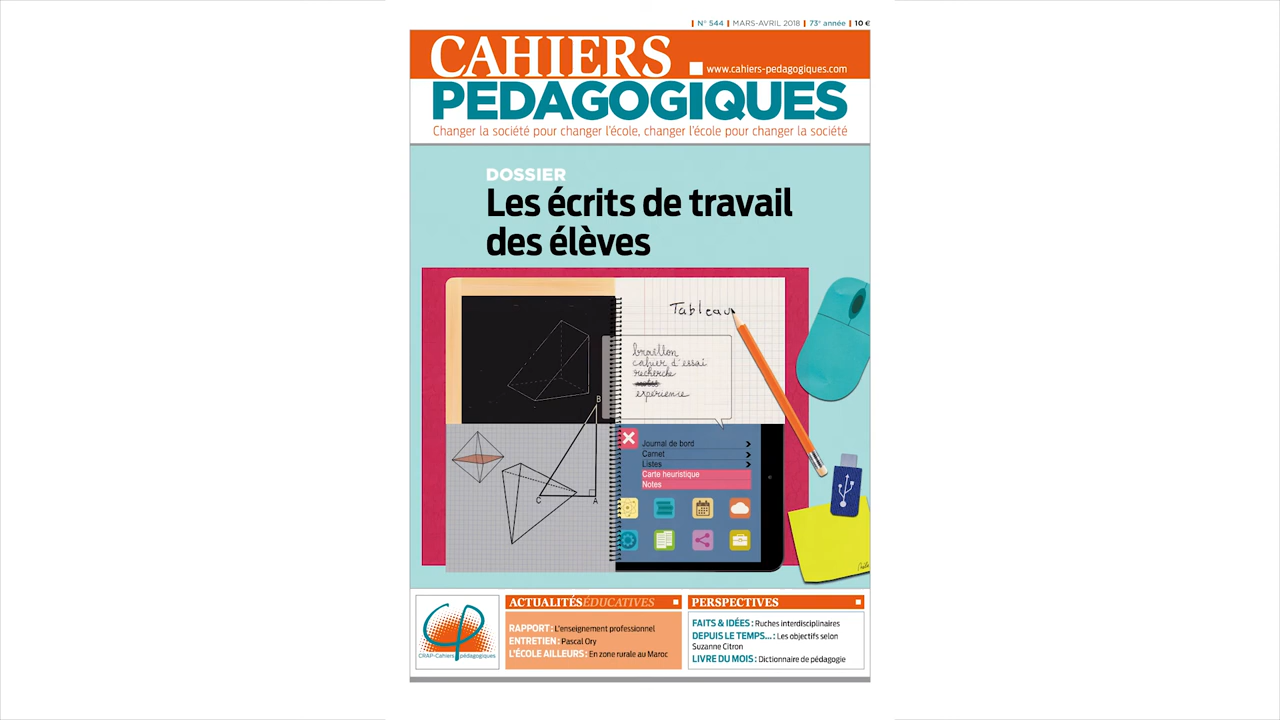 N° 544 | MARS-AVRIL 2018 | 73e année | 10 €
CAHIERS
www.cahiers-pedagogiques.com
PEDAGOGIQUES
Changer la société pour changer l'école, changer l'école pour changer la société
DOSSIER
Les écrits de travail
des élèves
Tableau
brouillon
cahier d'essai
recherche
expérience
B
C
A
Journal de bord
Carnet
Listes
Carte heuristique
Notes
CRAP-Cahiers pédagogiques
ACTUALITÉS ÉDUCATIVES
RAPPORT : L'enseignement professionnel
ENTRETIEN : Pascal Ory
L'ÉCOLE AILLEURS : En zone rurale au Maroc
PERSPECTIVES
FAITS & IDÉES : Ruches interdisciplinaires
DEPUIS LE TEMPS... : Les objectifs selon
Suzanne Citron
LIVRE DU MOIS : Dictionnaire de pédagogie